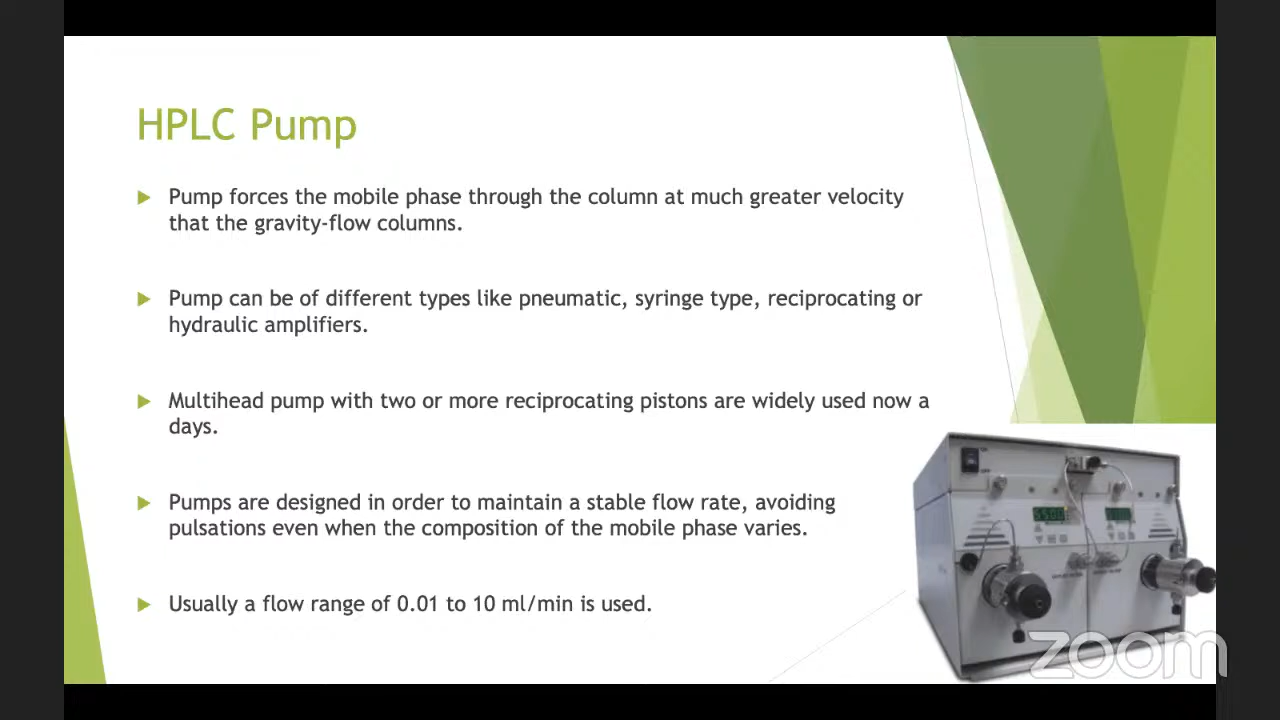 HPLC Pump
Pump forces the mobile phase through the column at much greater velocity
that the gravity-flow columns.
Pump can be of different types like pneumatic, syringe type, reciprocating or
hydraulic amplifiers.
Multihead pump with two or more reciprocating pistons are widely used now a
days.
Pumps are designed in order to maintain a stable flow rate, avoiding
pulsations even when the composition of the mobile phase varies.
Usually a flow range of 0.01 to 10 ml/min is used.
zoom